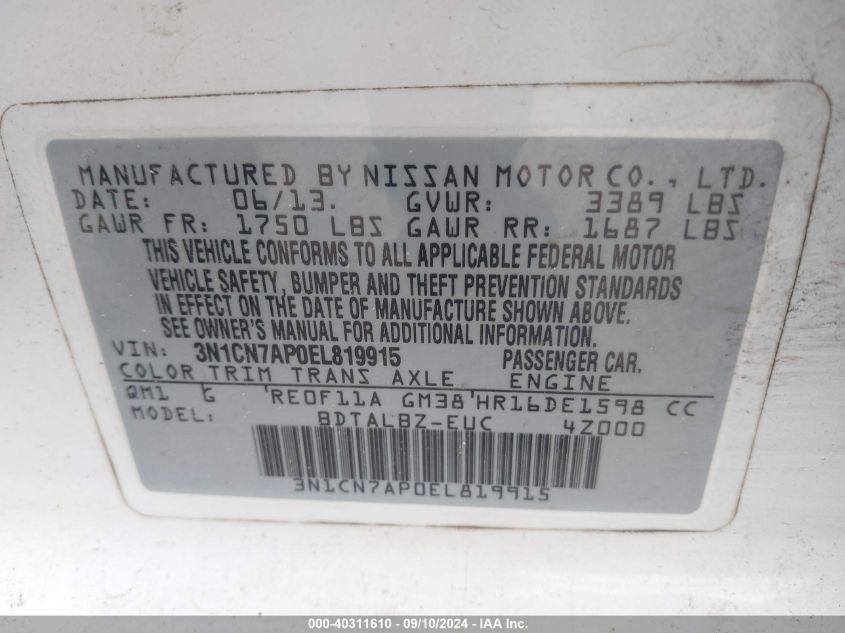 MANUFACTURED BY NISSAN MOTOR CO., LTD.
DATE: 06/13. GVWR: 3389 LBS
GAWR FR: 1750 LBS GAWR RR: 1687 LBS
THIS VEHICLE CONFORMS TO ALL APPLICABLE FEDERAL MOTOR
VEHICLE SAFETY, BUMPER AND THEFT PREVENTION STANDARDS
IN EFFECT ON THE DATE OF MANUFACTURE SHOWN ABOVE.
SEE OWNER'S MANUAL FOR ADDITIONAL INFORMATION.
VIN: 3N1CN7AP0EL819915 PASSENGER CAR.
COLOR TRIM TRANS AXLE ENGINE
QM1 G RE0F11A GM38 HR16DE1598 CC
MODEL: BDTALBZ-EUC 4Z000
3N1CN7AP0EL819915
000-40311610 - 09/10/2024 - IAA Inc.